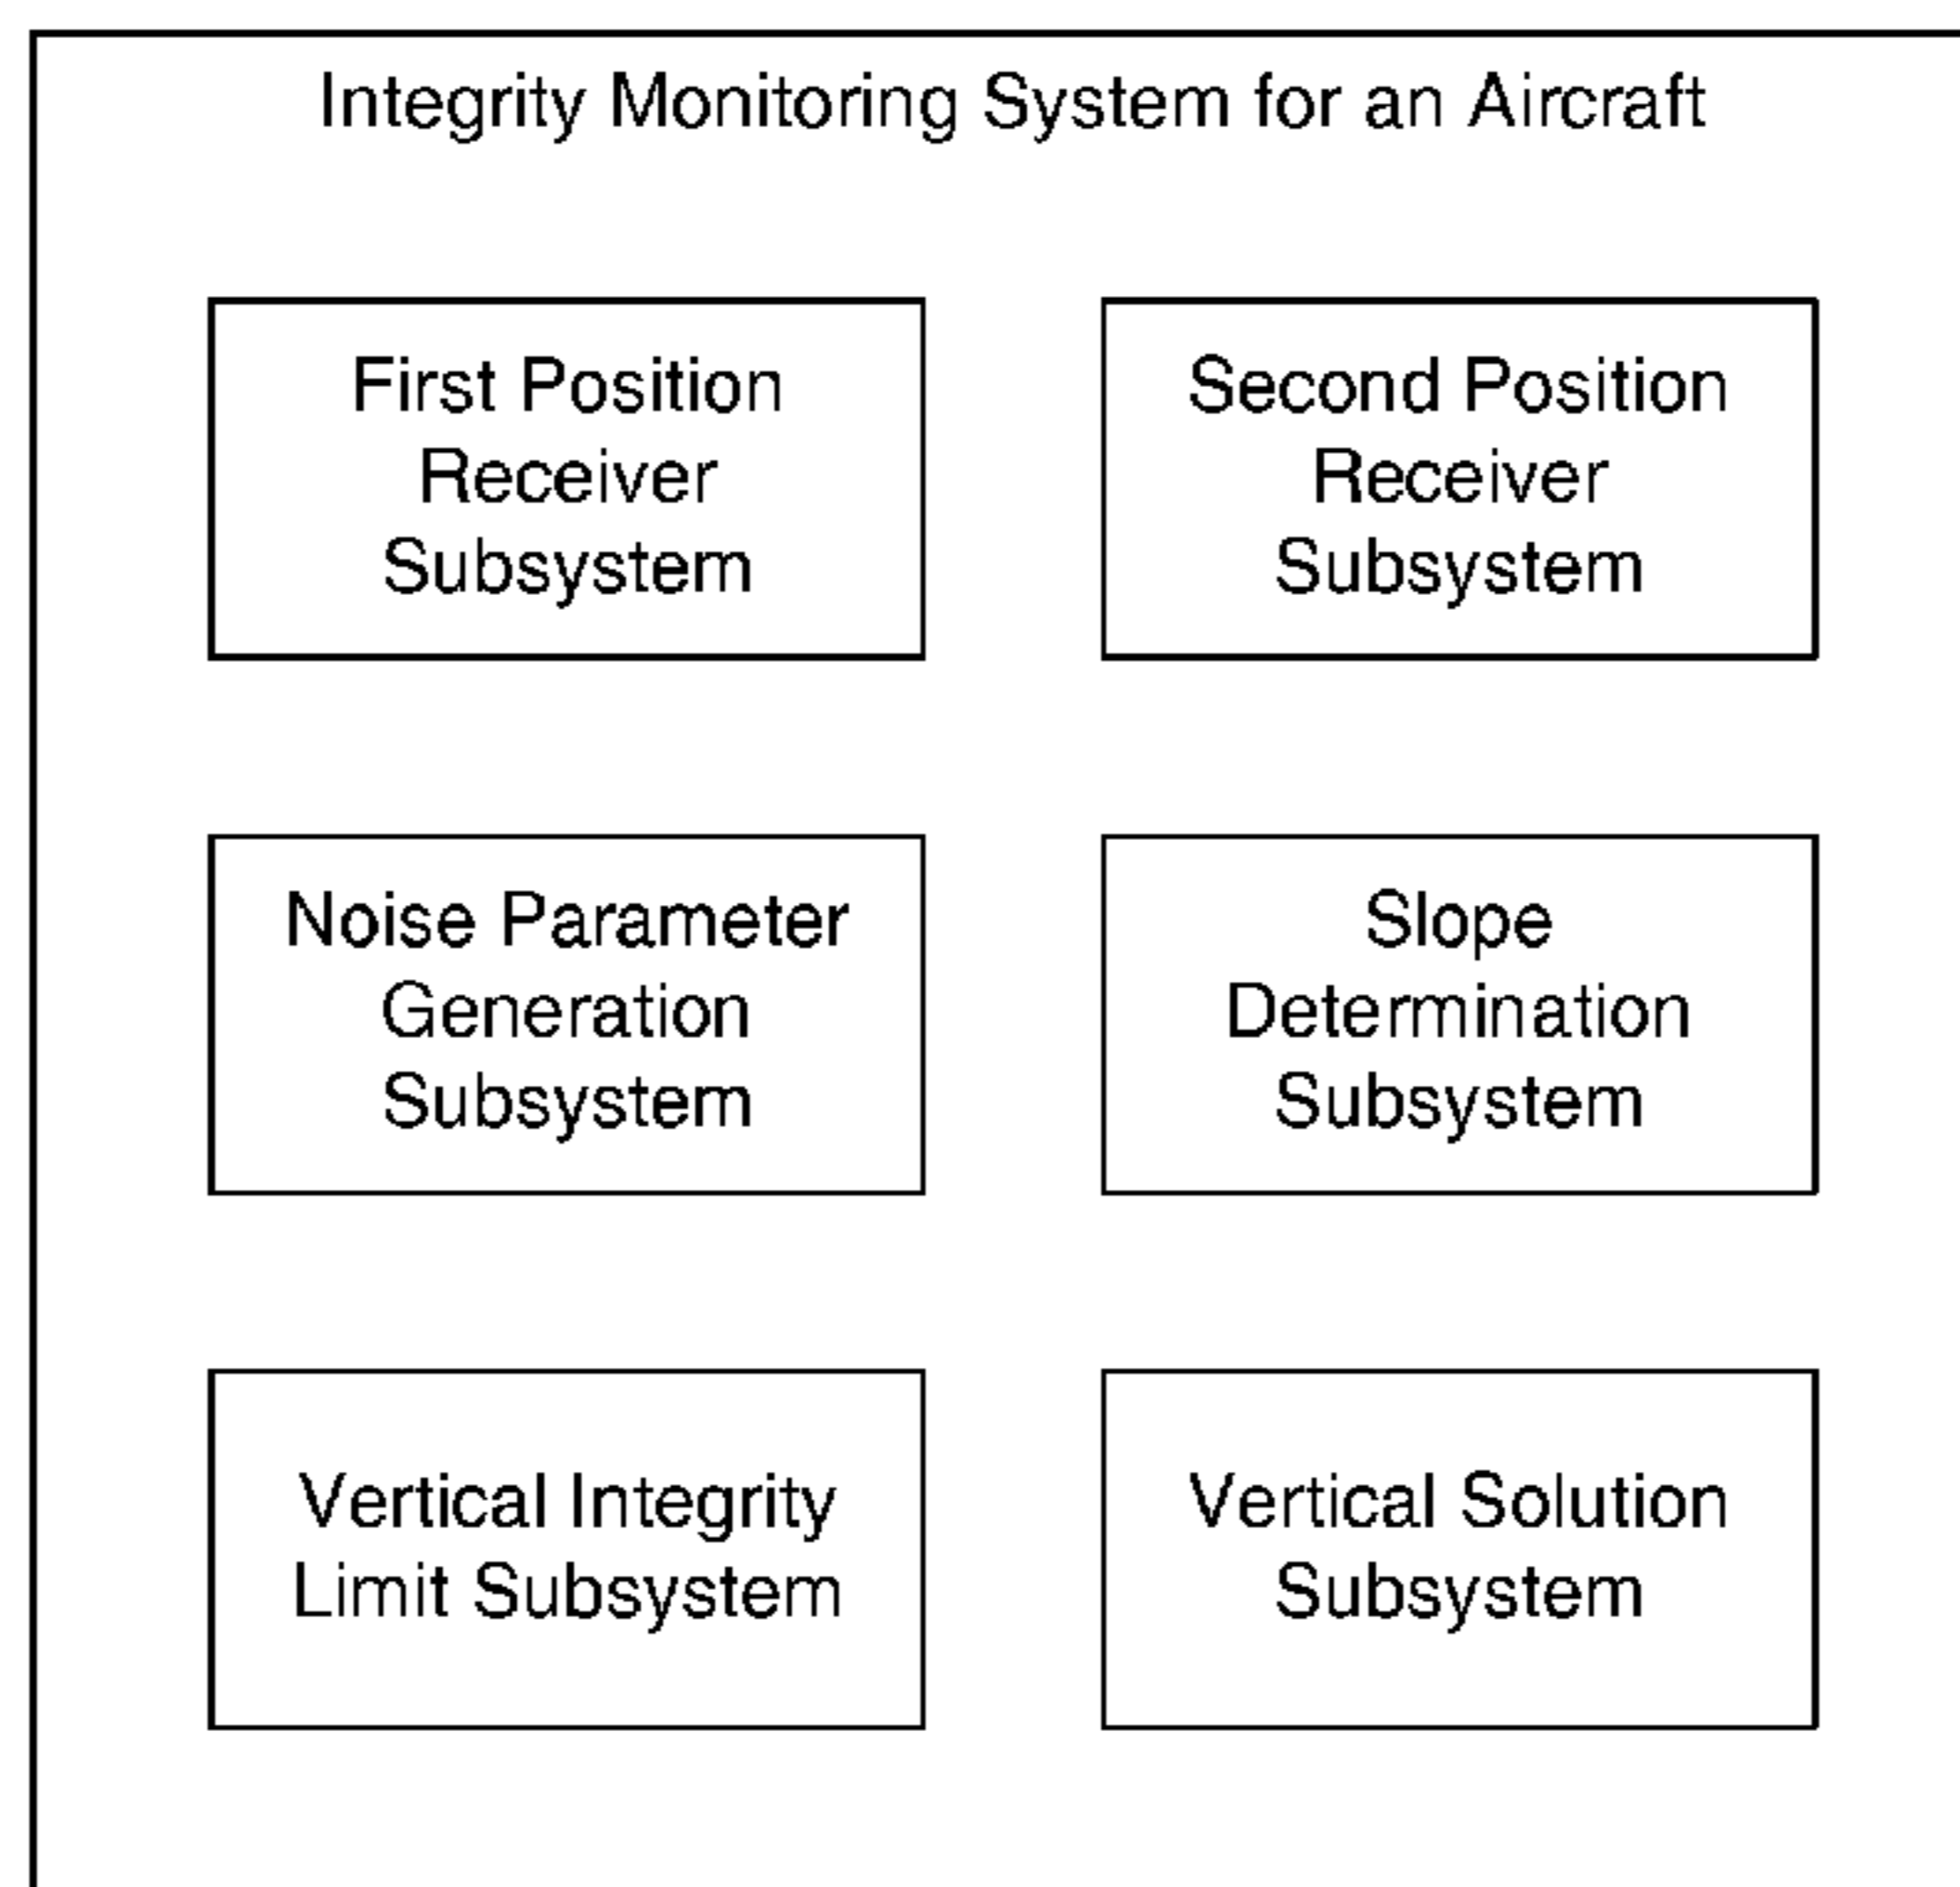 Integrity Monitoring System for an Aircraft
First Position
Receiver
Subsystem
Second Position
Receiver
Subsystem
Noise Parameter
Generation
Subsystem
Slope
Determination
Subsystem
Vertical Integrity
Limit Subsystem
Vertical Solution
Subsystem